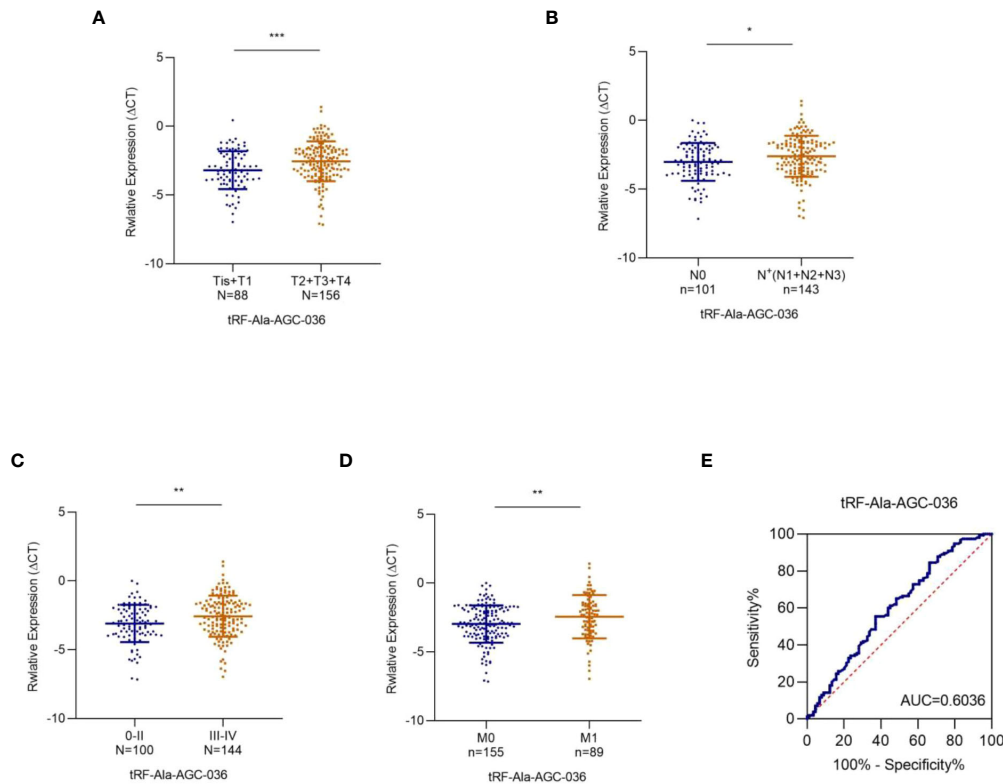 A
***
5
0
-5
-10
Rwlative Expression (ΔCT)
Tis+T1
N=88
T2+T3+T4
N=156
tRF-Ala-AGC-036
B
*
5
0
-5
-10
Rwlative Expression (ΔCT)
N0
n=101
N⁺(N1+N2+N3)
n=143
tRF-Ala-AGC-036
C
**
5
0
-5
-10
Rwlative Expression (ΔCT)
0-II
N=100
III-IV
N=144
tRF-Ala-AGC-036
D
**
5
0
-5
-10
Rwlative Expression (ΔCT)
M0
n=155
M1
n=89
tRF-Ala-AGC-036
E
tRF-Ala-AGC-036
100
80
60
40
20
0
Sensitivity%
AUC=0.6036
0 20 40 60 80 100
100% - Specificity%